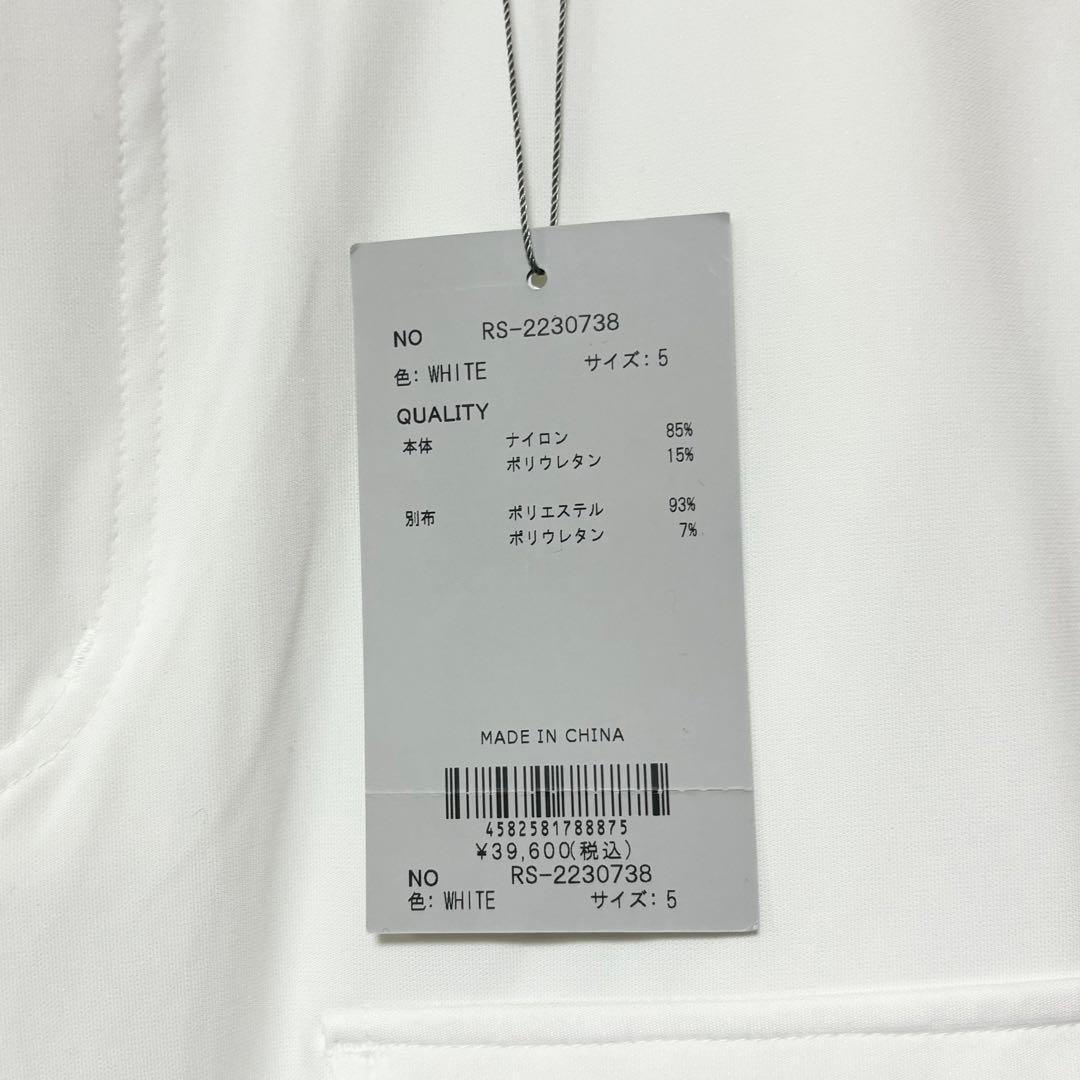 NO RS-2230738
色: WHITE サイズ: 5
QUALITY
本体 ナイロン 85%
ポリウレタン 15%
別布 ポリエステル 93%
ポリウレタン 7%
MADE IN CHINA
4582581788875
¥39,600(税込)
NO RS-2230738
色: WHITE サイズ: 5